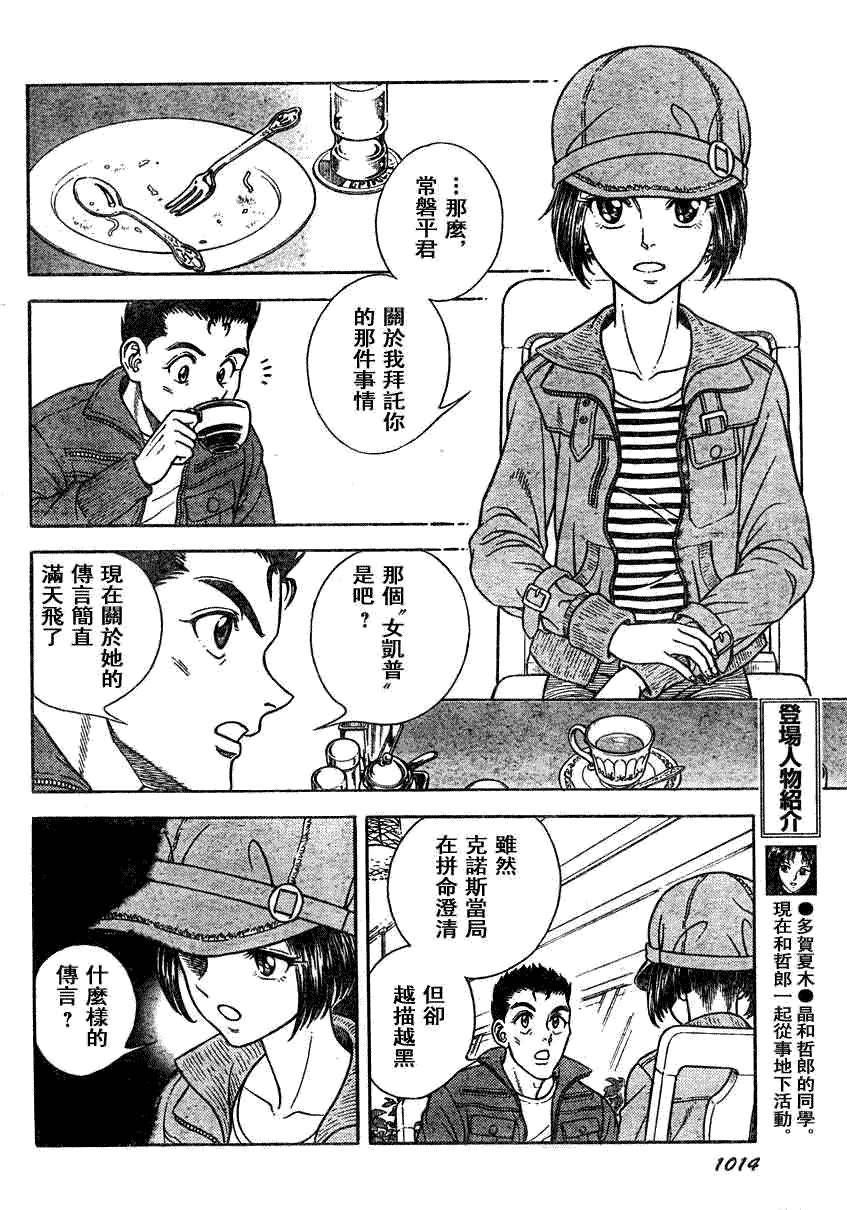 …那麼,
常磐平君
關於我拜託你
的那件事情
那個〝女凱普〞
是吧？
現在關於她的
傳言簡直
滿天飛了
雖然
克諾斯當局
在拼命澄清
但卻
越描越黑
什麼樣的
傳言？
登場人物紹介
●多賀夏木●晶和哲郎的同學。
現在和哲郎一起從事地下活動。
1014